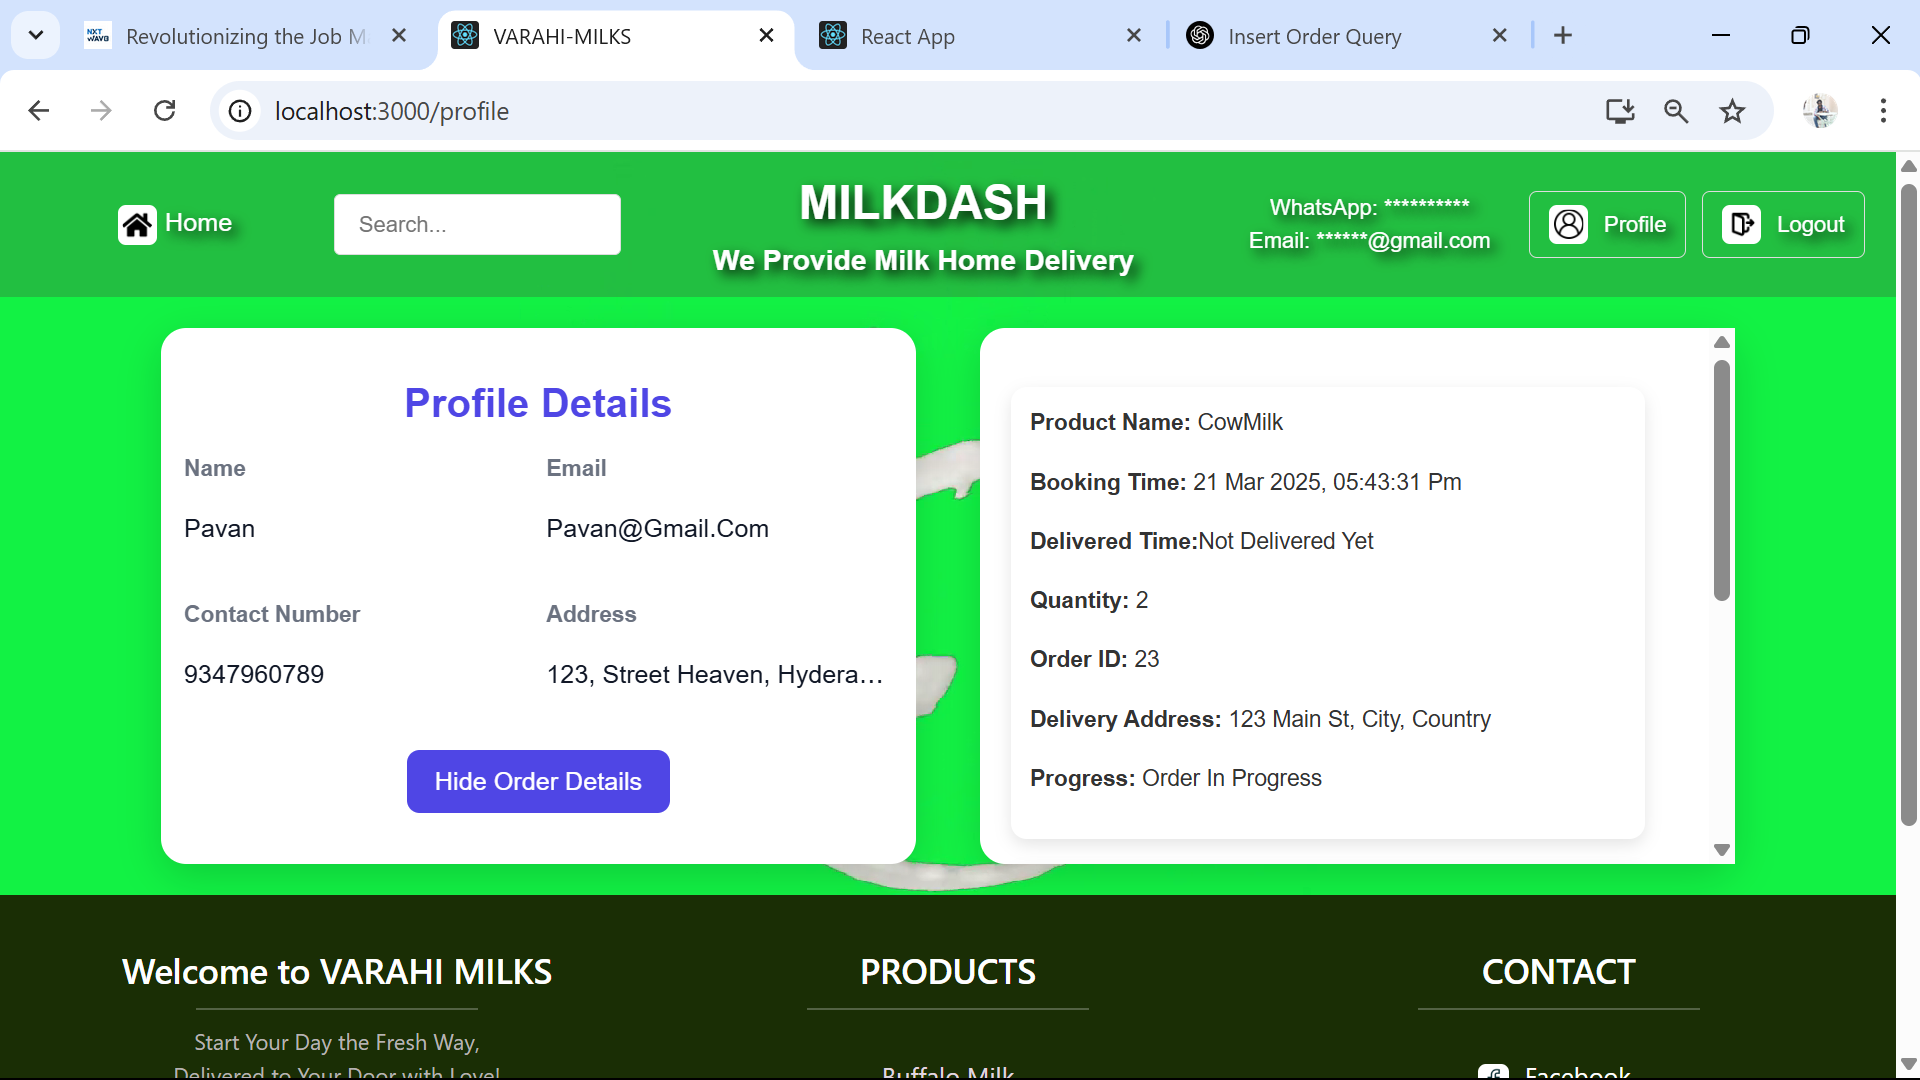 Revolutionizing the Job M
VARAHI-MILKS
React App
Insert Order Query
localhost:3000/profile
Home
Search...
MILKDASH
We Provide Milk Home Delivery
WhatsApp: **********
Email: ******@gmail.com
Profile
Logout
Profile Details
Name
Email
Pavan
Pavan@Gmail.Com
Contact Number
Address
9347960789
123, Street Heaven, Hydera...
Hide Order Details
Product Name: CowMilk
Booking Time: 21 Mar 2025, 05:43:31 Pm
Delivered Time:Not Delivered Yet
Quantity: 2
Order ID: 23
Delivery Address: 123 Main St, City, Country
Progress: Order In Progress
Welcome to VARAHI MILKS
Start Your Day the Fresh Way,
Delivered to Your Door with Love!
PRODUCTS
Buffalo Milk
CONTACT
Facebook